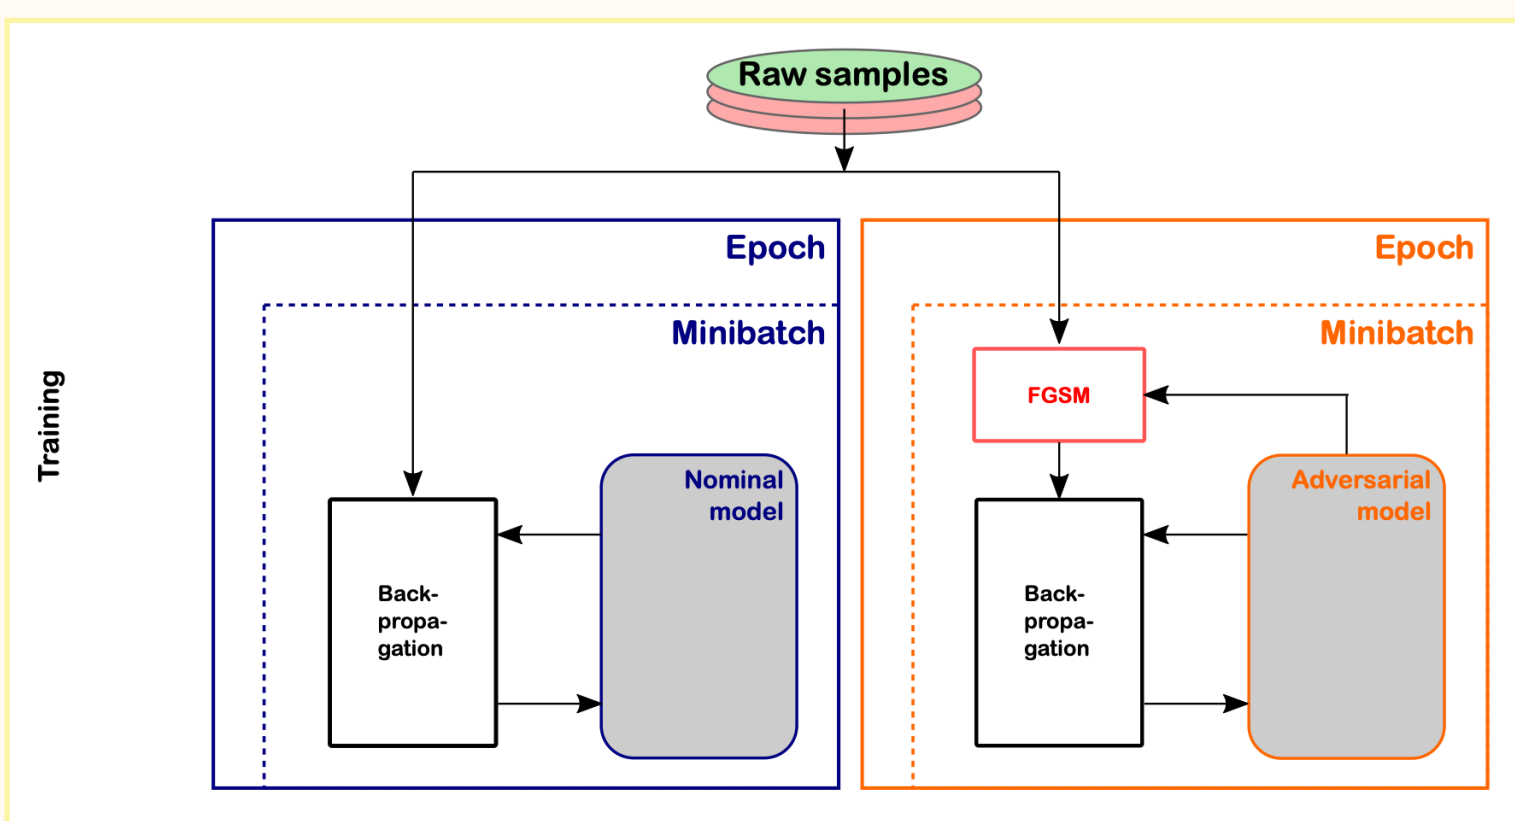 Raw samples
Training
Epoch
Minibatch
Nominal
model
Back-
propa-
gation
Epoch
Minibatch
FGSM
Adversarial
model
Back-
propa-
gation